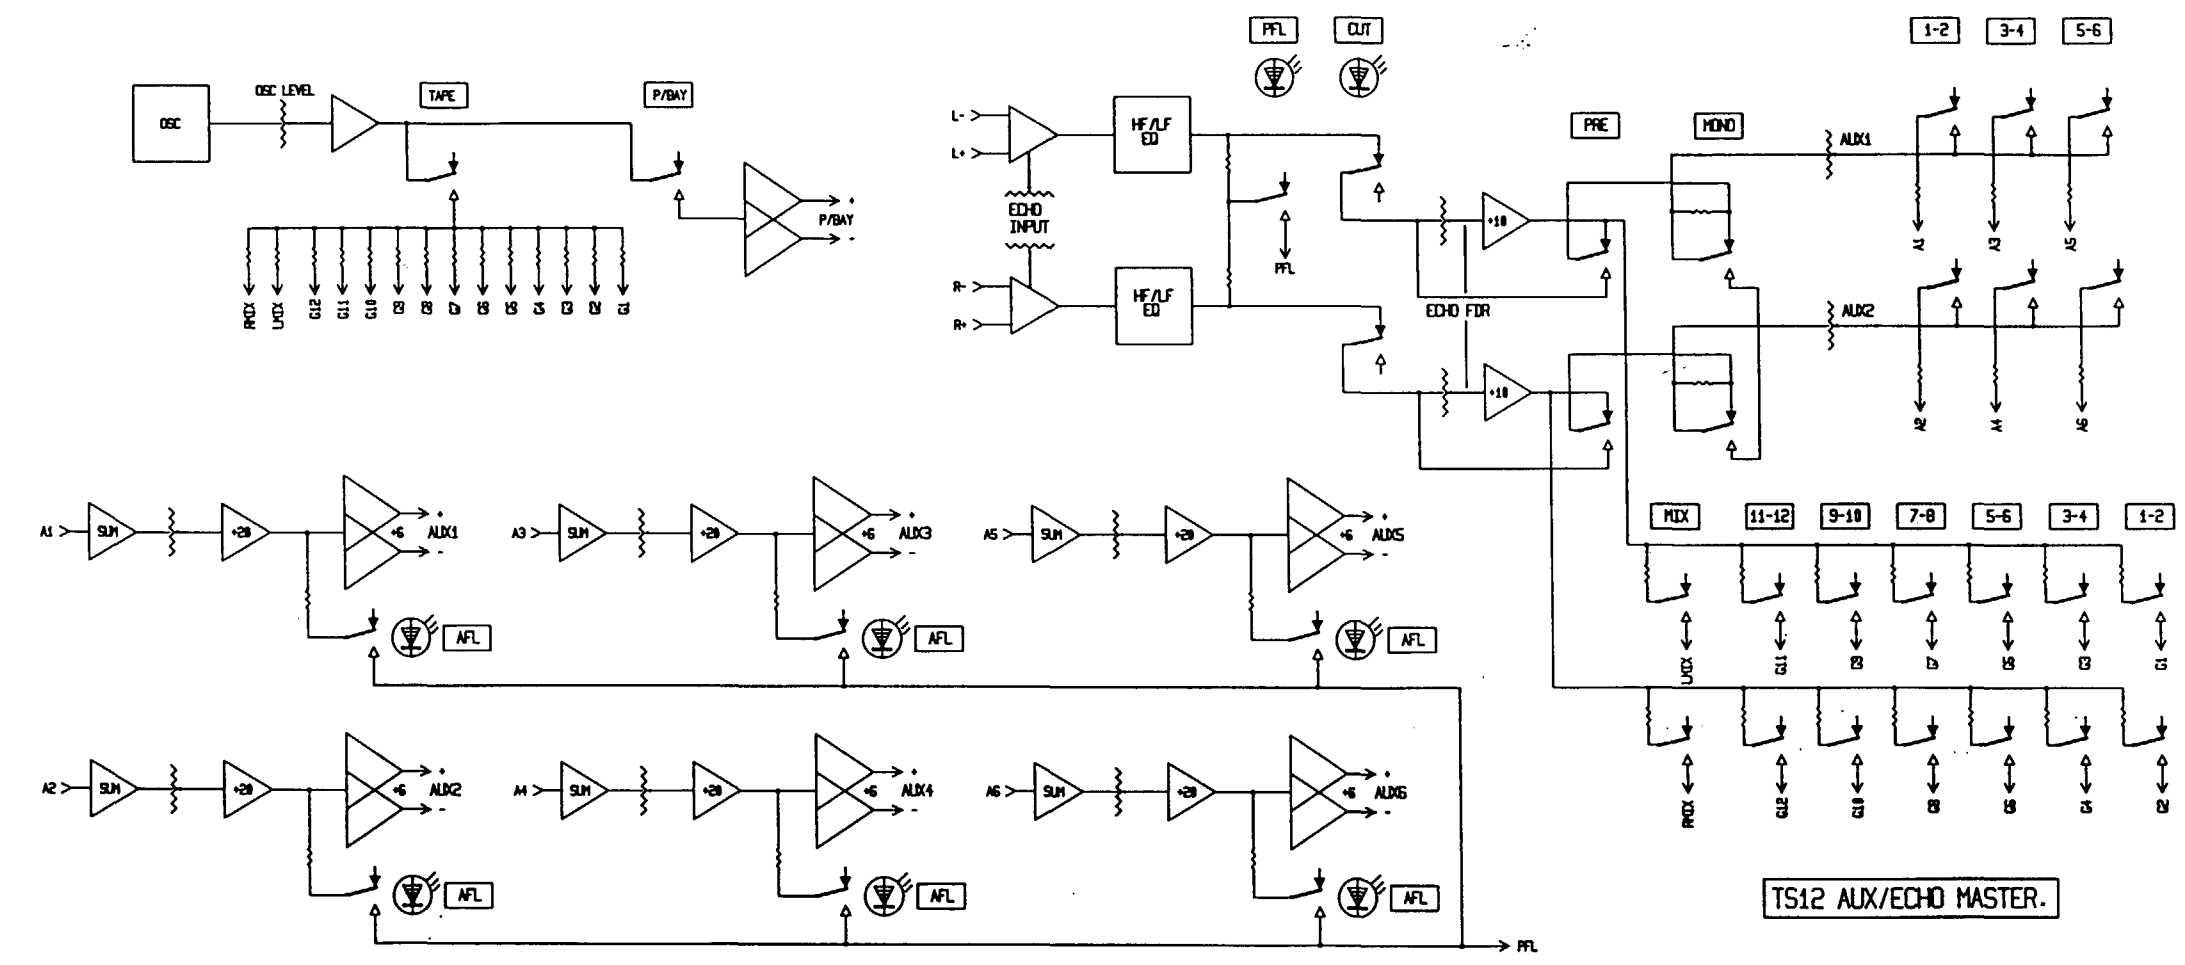 PFL CUT
1-2 3-4 5-6
OSC
OSC LEVEL
TAPE
P/BAY
+
P/BAY
-
RMIX LMIX G12 G11 G10 G9 G8 G7 G6 G5 G4 G3 G2 G1
L-
L+
HF/LF
EQ
ECHO
INPUT
R-
R+
HF/LF
EQ
PFL
+10
ECHO FDR
+10
PRE
MONO
AUX1
A1 A3 A5
AUX2
A2 A4 A6
A1 SUM +20 +6 + AUX1 -
AFL
A3 SUM +20 +6 + AUX3 -
AFL
A5 SUM +20 +6 + AUX5 -
AFL
MIX 11-12 9-10 7-8 5-6 3-4 1-2
LMIX G11 G9 G7 G5 G3 G1
A2 SUM +20 +6 + AUX2 -
AFL
A4 SUM +20 +6 + AUX4 -
AFL
A6 SUM +20 +6 + AUX6 -
AFL
RMIX G12 G10 G8 G6 G4 G2
PFL
TS12 AUX/ECHO MASTER.